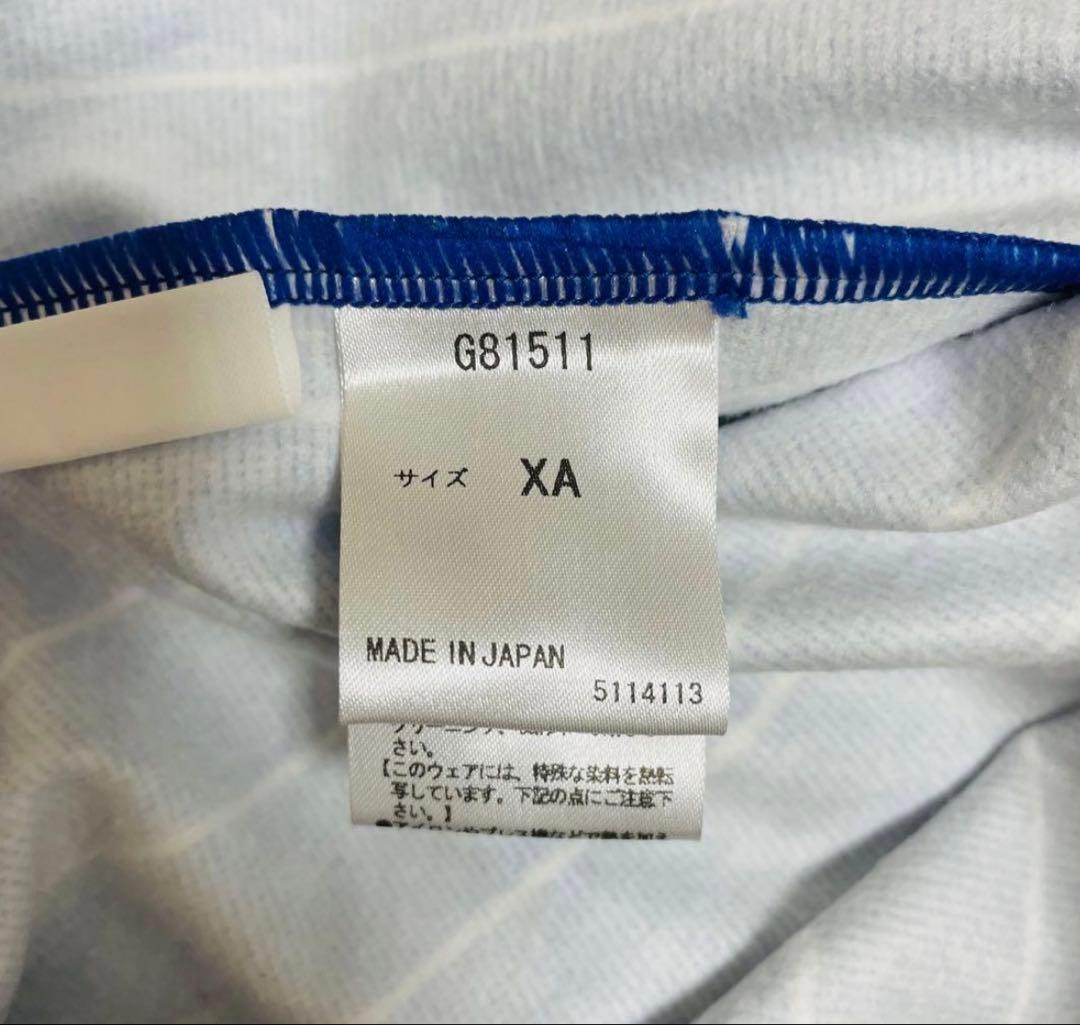 G81511
サイズ XA
MADE IN JAPAN
5114113
さい。
【このウェアには、特殊な染料を熱転
写しています。下記の点にご注意下
さい。】